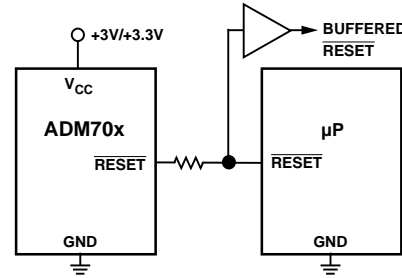 +3V/+3.3V
BUFFERED
RESET
VCC
ADM70x
µP
RESET
RESET
GND
GND